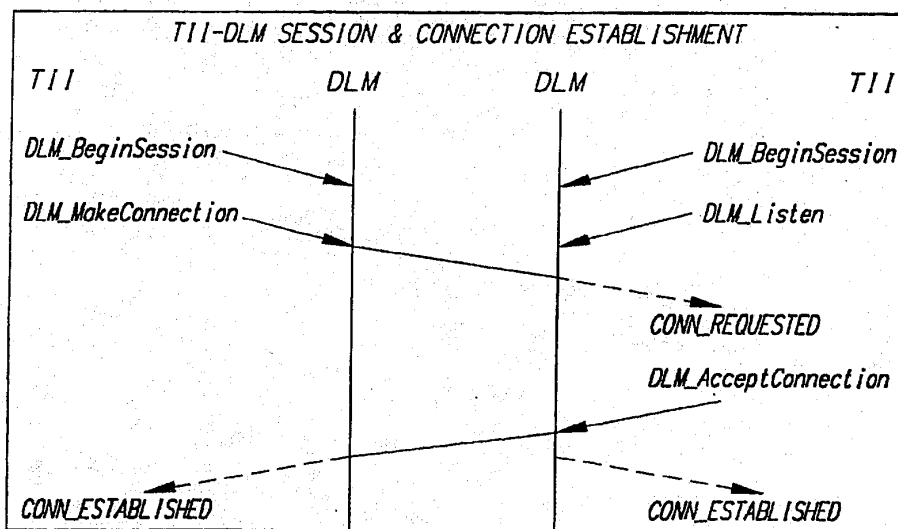 TII-DLM SESSION & CONNECTION ESTABLISHMENT
TII DLM DLM TII
DLM_BeginSession DLM_BeginSession
DLM_MakeConnection DLM_Listen
CONN_REQUESTED
DLM_AcceptConnection
CONN_ESTABLISHED CONN_ESTABLISHED